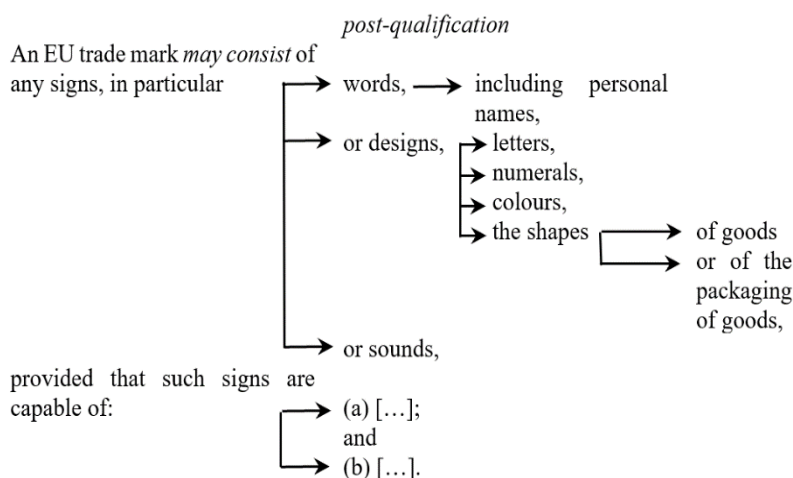 post-qualification
An EU trade mark may consist of
any signs, in particular
words,
including personal
names,
or designs,
letters,
numerals,
colours,
the shapes
of goods
or of the
packaging
of goods,
or sounds,
provided that such signs are
capable of:
(a) […];
and
(b) […].